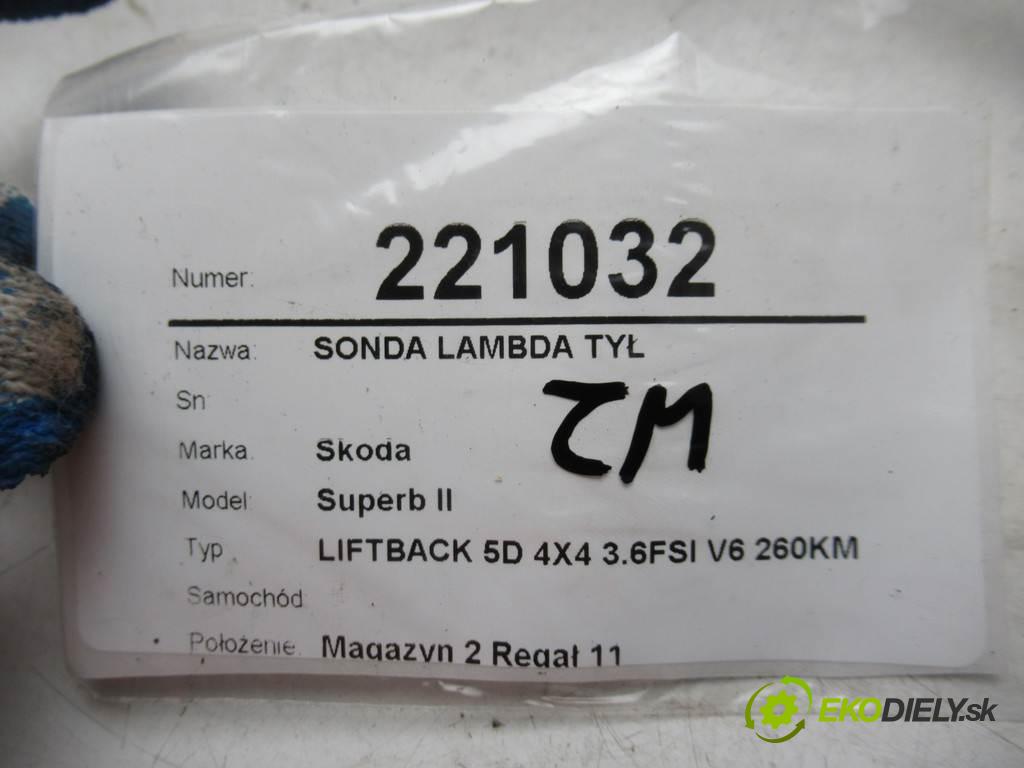 Numer: 221032
Nazwa: SONDA LAMBDA TYŁ
Sn
Marka: Skoda
Model: Superb II
Typ LIFTBACK 5D 4X4 3.6FSI V6 260KM
Samochód
Położenie: Magazyn 2 Regał 11
EKODIELY.sk